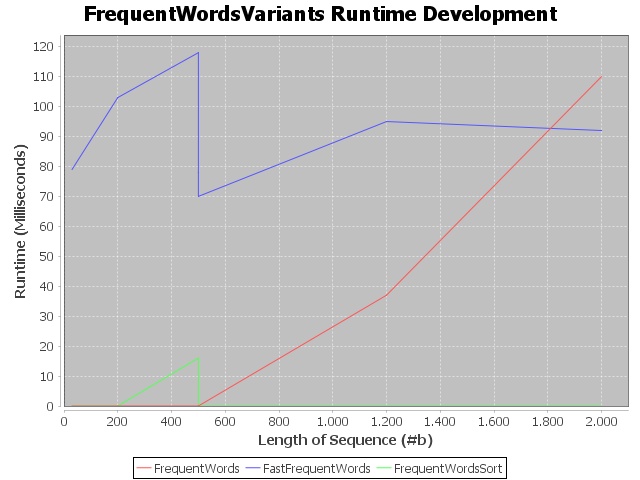 FrequentWordsVariants Runtime Development
120
110
100
90
80
70
60
50
40
30
20
10
0
Runtime (Milliseconds)
0 200 400 600 800 1.000 1.200 1.400 1.600 1.800 2.000
Length of Sequence (#b)
FrequentWords FastFrequentWords FrequentWordsSort